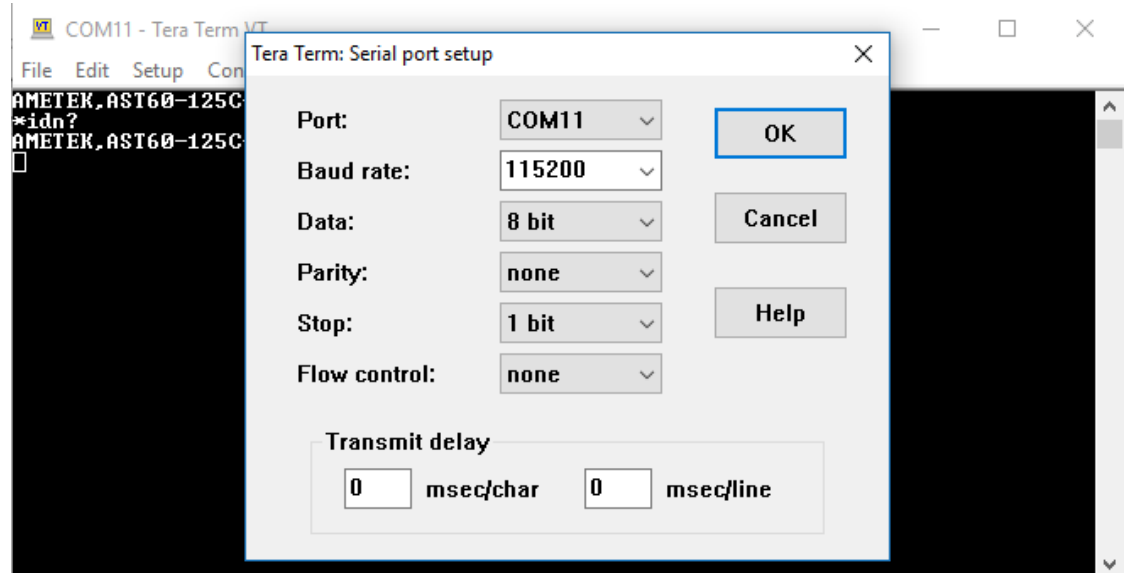 COM11 - Tera Term VT
File Edit Setup Con
AMETEK,AST60-125C
*idn?
AMETEK,AST60-125C
Tera Term: Serial port setup
Port: COM11
OK
Baud rate: 115200
Data: 8 bit
Cancel
Parity: none
Stop: 1 bit
Help
Flow control: none
Transmit delay
0 msec/char 0 msec/line